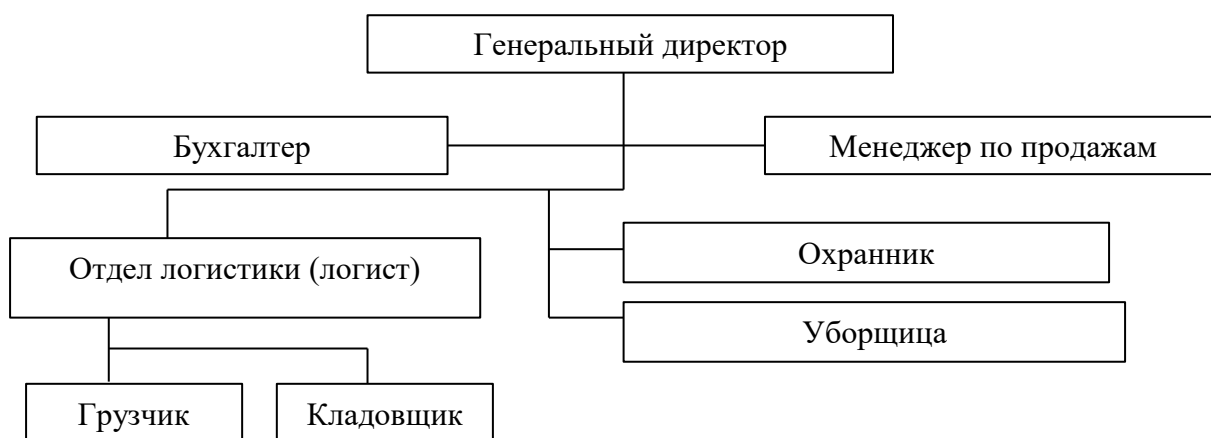 Генеральный директор
Бухгалтер
Менеджер по продажам
Отдел логистики (логист)
Охранник
Уборщица
Грузчик
Кладовщик